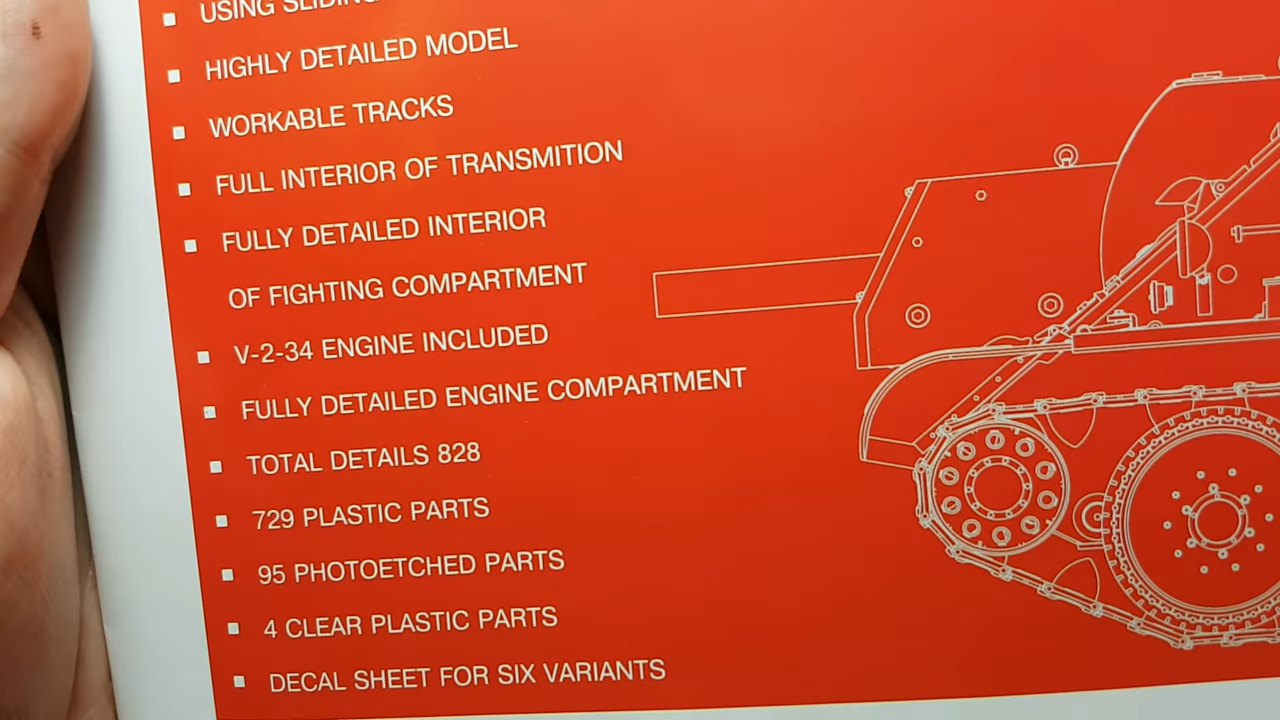 USING SLIDING
HIGHLY DETAILED MODEL
WORKABLE TRACKS
FULL INTERIOR OF TRANSMITION
FULLY DETAILED INTERIOR
OF FIGHTING COMPARTMENT
V-2-34 ENGINE INCLUDED
FULLY DETAILED ENGINE COMPARTMENT
TOTAL DETAILS 828
729 PLASTIC PARTS
95 PHOTOETCHED PARTS
4 CLEAR PLASTIC PARTS
DECAL SHEET FOR SIX VARIANTS